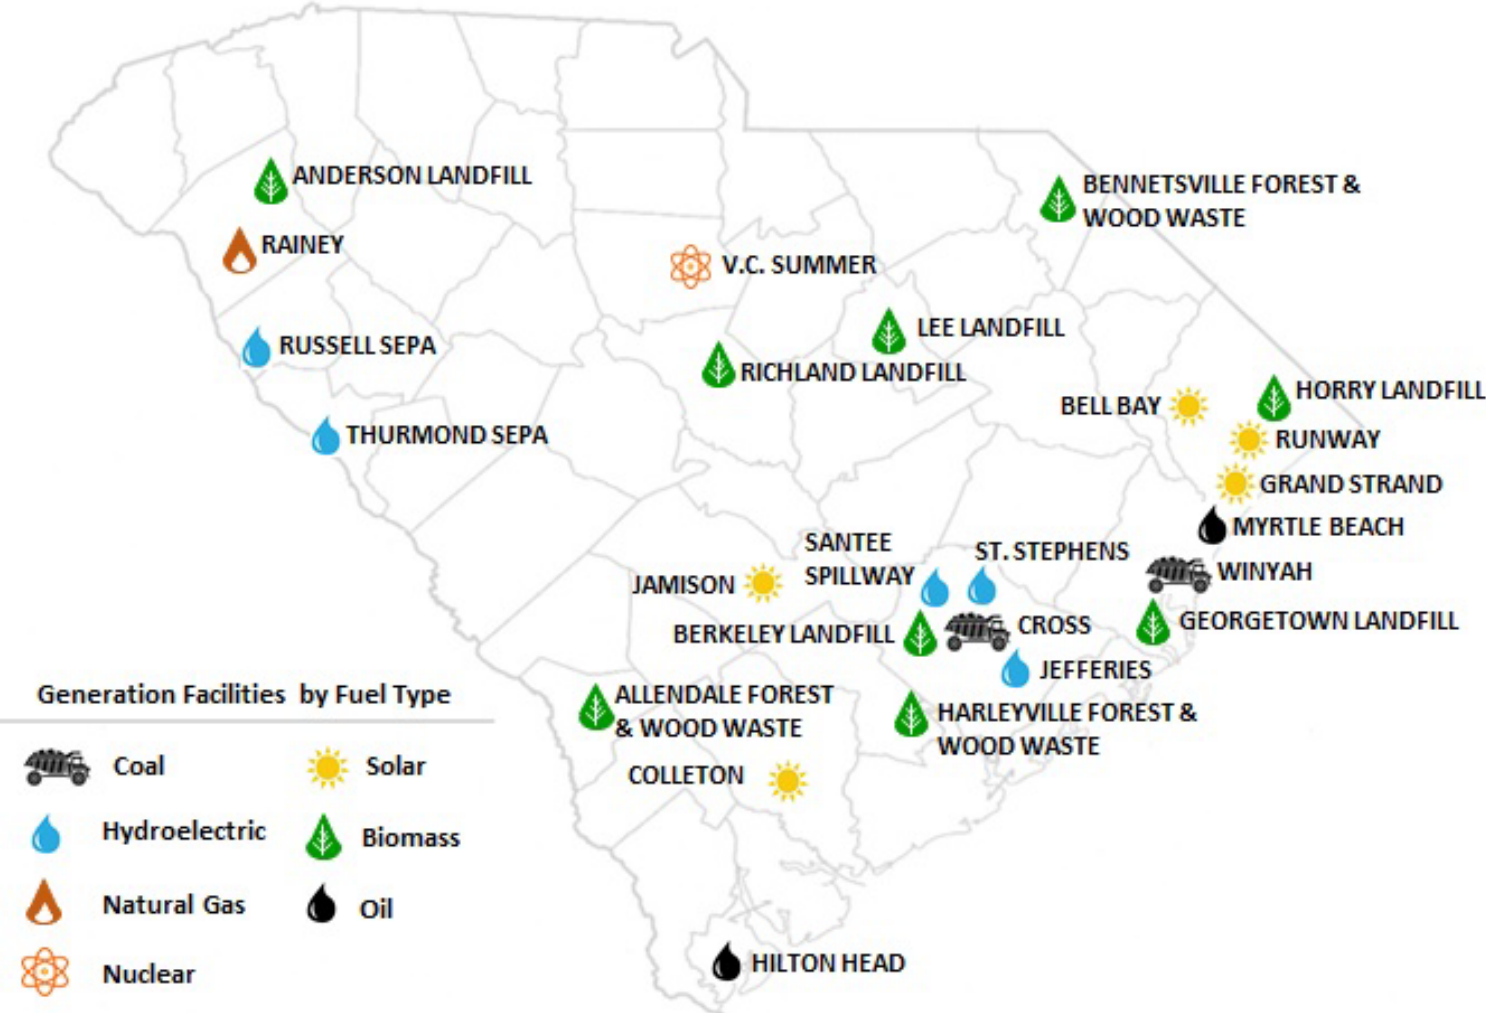 ANDERSON LANDFILL
BENNETSVILLE FOREST &
WOOD WASTE
RAINEY
V.C. SUMMER
LEE LANDFILL
RUSSELL SEPA
RICHLAND LANDFILL
HORRY LANDFILL
BELL BAY
RUNWAY
THURMOND SEPA
GRAND STRAND
MYRTLE BEACH
SANTEE
SPILLWAY
ST. STEPHENS
WINYAH
JAMISON
GEORGETOWN LANDFILL
BERKELEY LANDFILL
CROSS
JEFFERIES
ALLENDALE FOREST
& WOOD WASTE
HARLEYVILLE FOREST &
WOOD WASTE
COLLETON
HILTON HEAD
Generation Facilities by Fuel Type
Coal
Solar
Hydroelectric
Biomass
Natural Gas
Oil
Nuclear